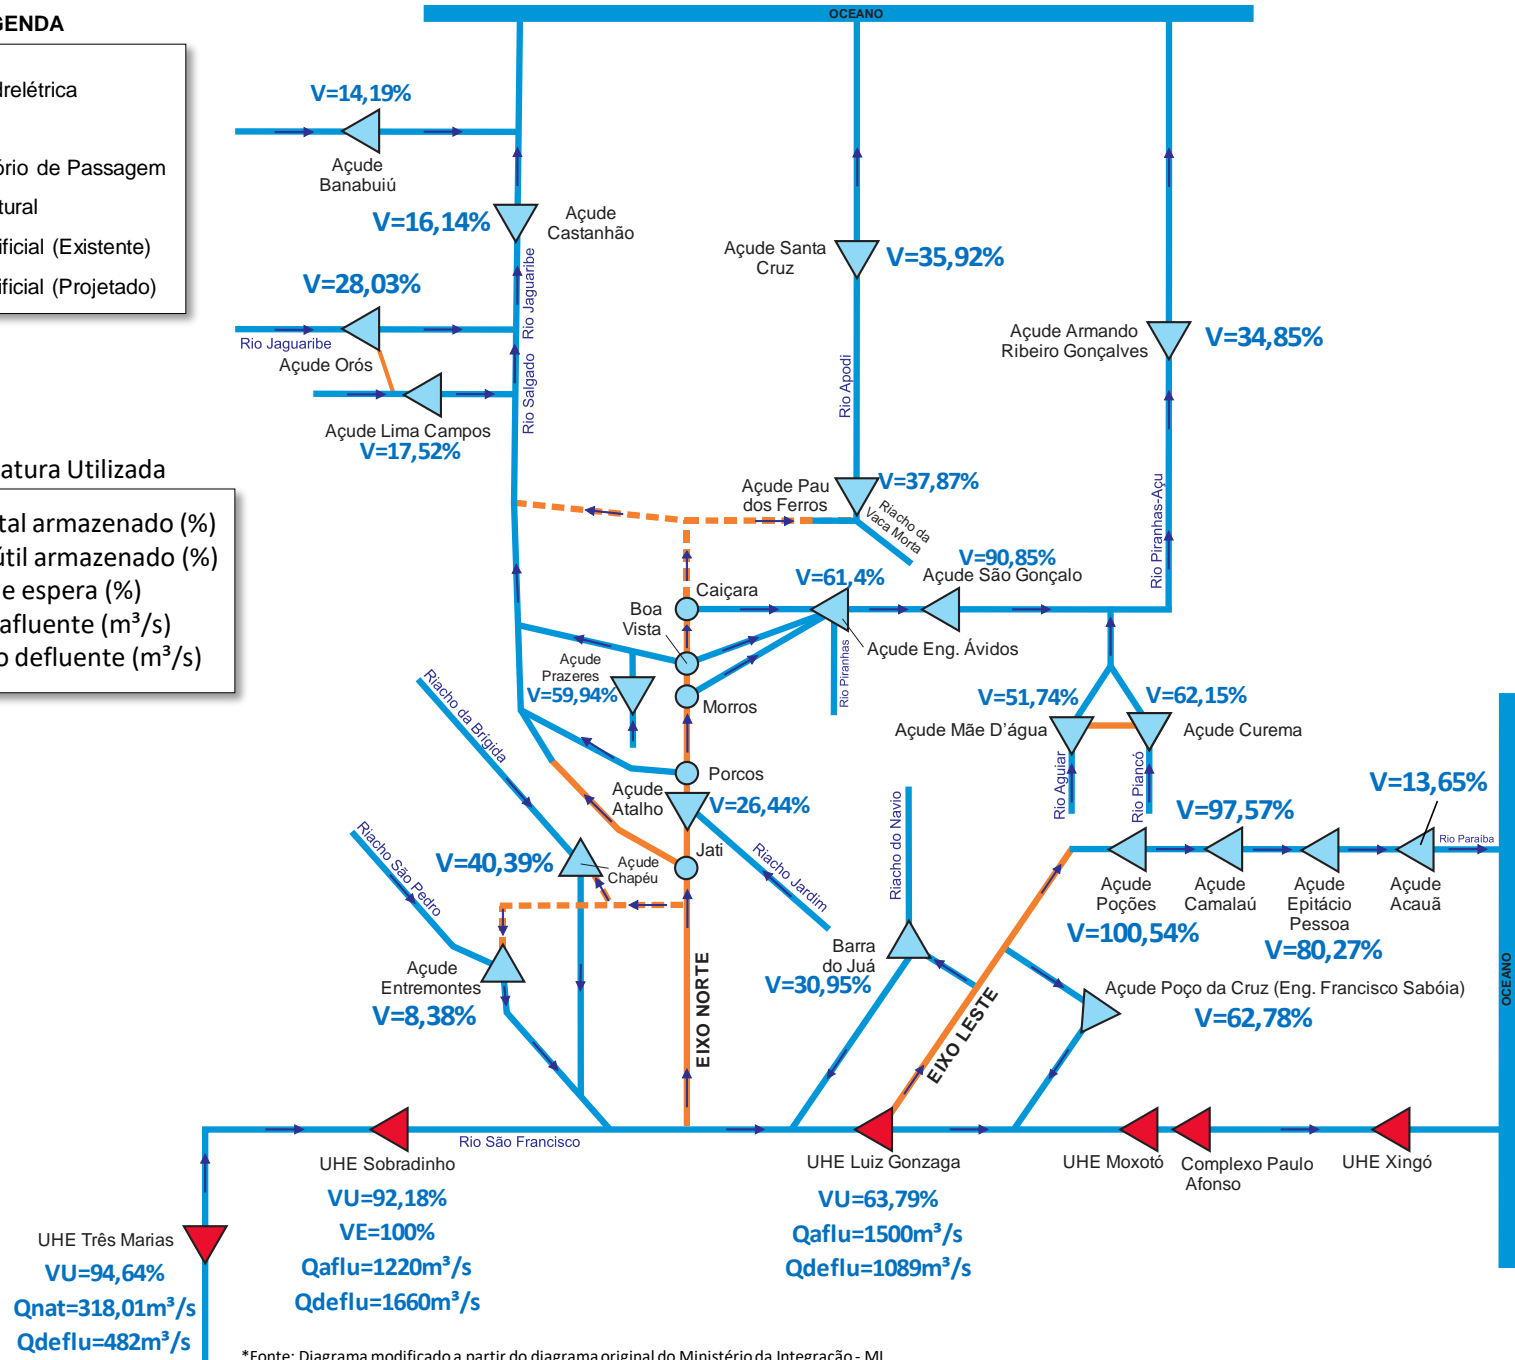 OCEANO
GENDA
drelétrica
ório de Passagem
tural
ificial (Existente)
ificial (Projetado)
V=14,19%
Açude
Banabuiú
V=16,14%
Açude
Castanhão
Rio Jaguaribe
V=28,03%
Rio Jaguaribe
Açude Orós
Rio Salgado
Açude Lima Campos
V=17,52%
Açude Santa
Cruz
V=35,92%
Rio Apodi
Açude Armando
Ribeiro Gonçalves
V=34,85%
Rio Piranhas-Açu
atura Utilizada
tal armazenado (%)
útil armazenado (%)
e espera (%)
afluente (m³/s)
o defluente (m³/s)
Açude Pau
dos Ferros
V=37,87%
Riacho da
Vaca Morta
V=90,85%
Açude São Gonçalo
V=61,4%
Caiçara
Boa
Vista
Açude Eng. Ávidos
Rio Piranhas
Açude
Prazeres
V=59,94%
Morros
Riacho da Brígida
V=51,74%
Açude Mãe D'água
V=62,15%
Açude Curema
Rio Aguiar
Rio Piancó
Porcos
Açude
Atalho
V=26,44%
Riacho Jardim
Jati
V=40,39%
Açude
Chapéu
Riacho São Pedro
Riacho do Navio
V=13,65%
V=97,57%
Rio Paraíba
Açude
Poções
V=100,54%
Açude
Camalaú
Açude
Epitácio
Pessoa
V=80,27%
Açude
Acauã
Açude
Entremontes
V=8,38%
EIXO NORTE
Barra
do Juá
V=30,95%
EIXO LESTE
Açude Poço da Cruz (Eng. Francisco Sabóia)
V=62,78%
OCEANO
Rio São Francisco
UHE Sobradinho
VU=92,18%
VE=100%
Qaflu=1220m³/s
Qdeflu=1660m³/s
UHE Luiz Gonzaga
VU=63,79%
Qaflu=1500m³/s
Qdeflu=1089m³/s
UHE Moxotó
Complexo Paulo
Afonso
UHE Xingó
UHE Três Marias
VU=94,64%
Qnat=318,01m³/s
Qdeflu=482m³/s
*Fonte: Diagrama modificado a partir do diagrama original do Ministério da Integração - MI